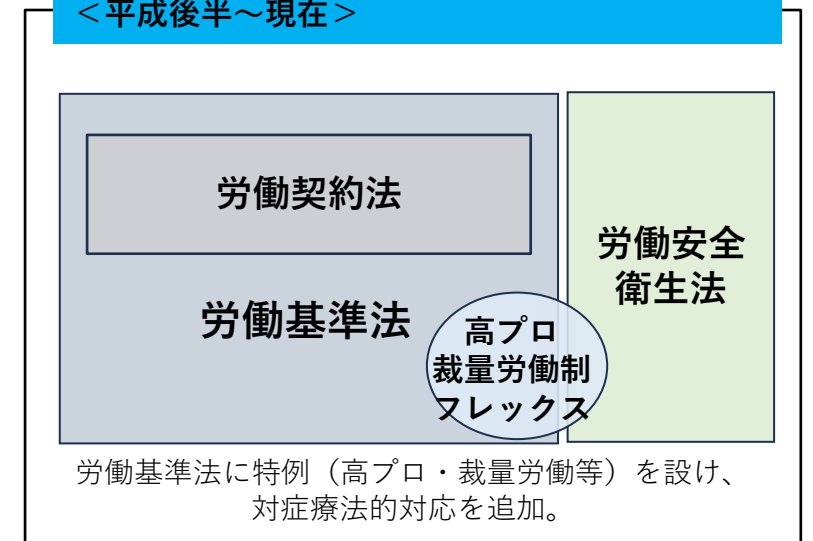 ＜平成後半～現在＞
労働契約法
労働基準法
高プロ
裁量労働制
フレックス
労働安全
衛生法
労働基準法に特例（高プロ・裁量労働等）を設け、
対症療法的対応を追加。